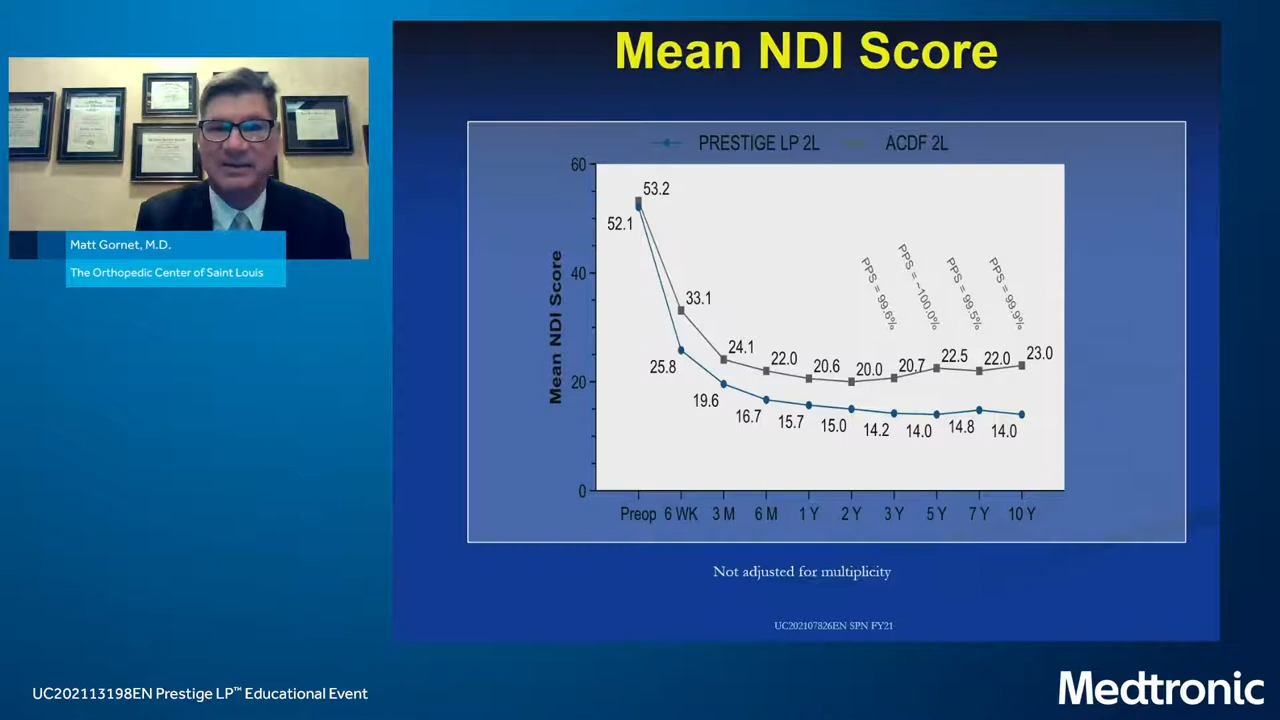 Mean NDI Score
PRESTIGE LP 2L
ACDF 2L
Mean NDI Score
60
40
20
0
53.2
52.1
33.1
25.8
24.1
19.6
22.0
16.7
20.6
15.7
20.0
15.0
20.7
14.2
22.5
14.0
22.0
14.8
23.0
14.0
PPS = 99.6%
PPS = ~100.0%
PPS = 99.5%
PPS = 99.9%
Preop 6 WK 3 M 6 M 1 Y 2 Y 3 Y 5 Y 7 Y 10 Y
Not adjusted for multiplicity
UC202107826EN SPN FY21
Matt Gornet, M.D.
The Orthopedic Center of Saint Louis
UC202113198EN Prestige LP™ Educational Event
Medtronic